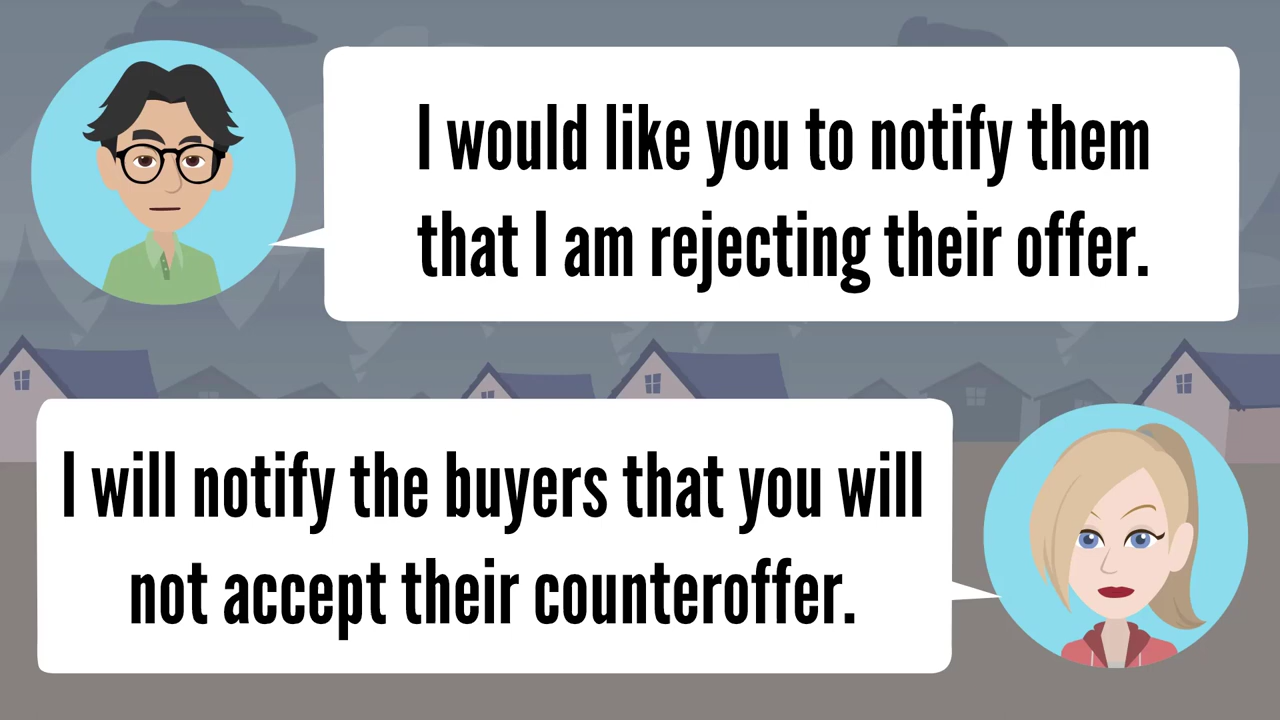 I would like you to notify them
that I am rejecting their offer.
I will notify the buyers that you will
not accept their counteroffer.